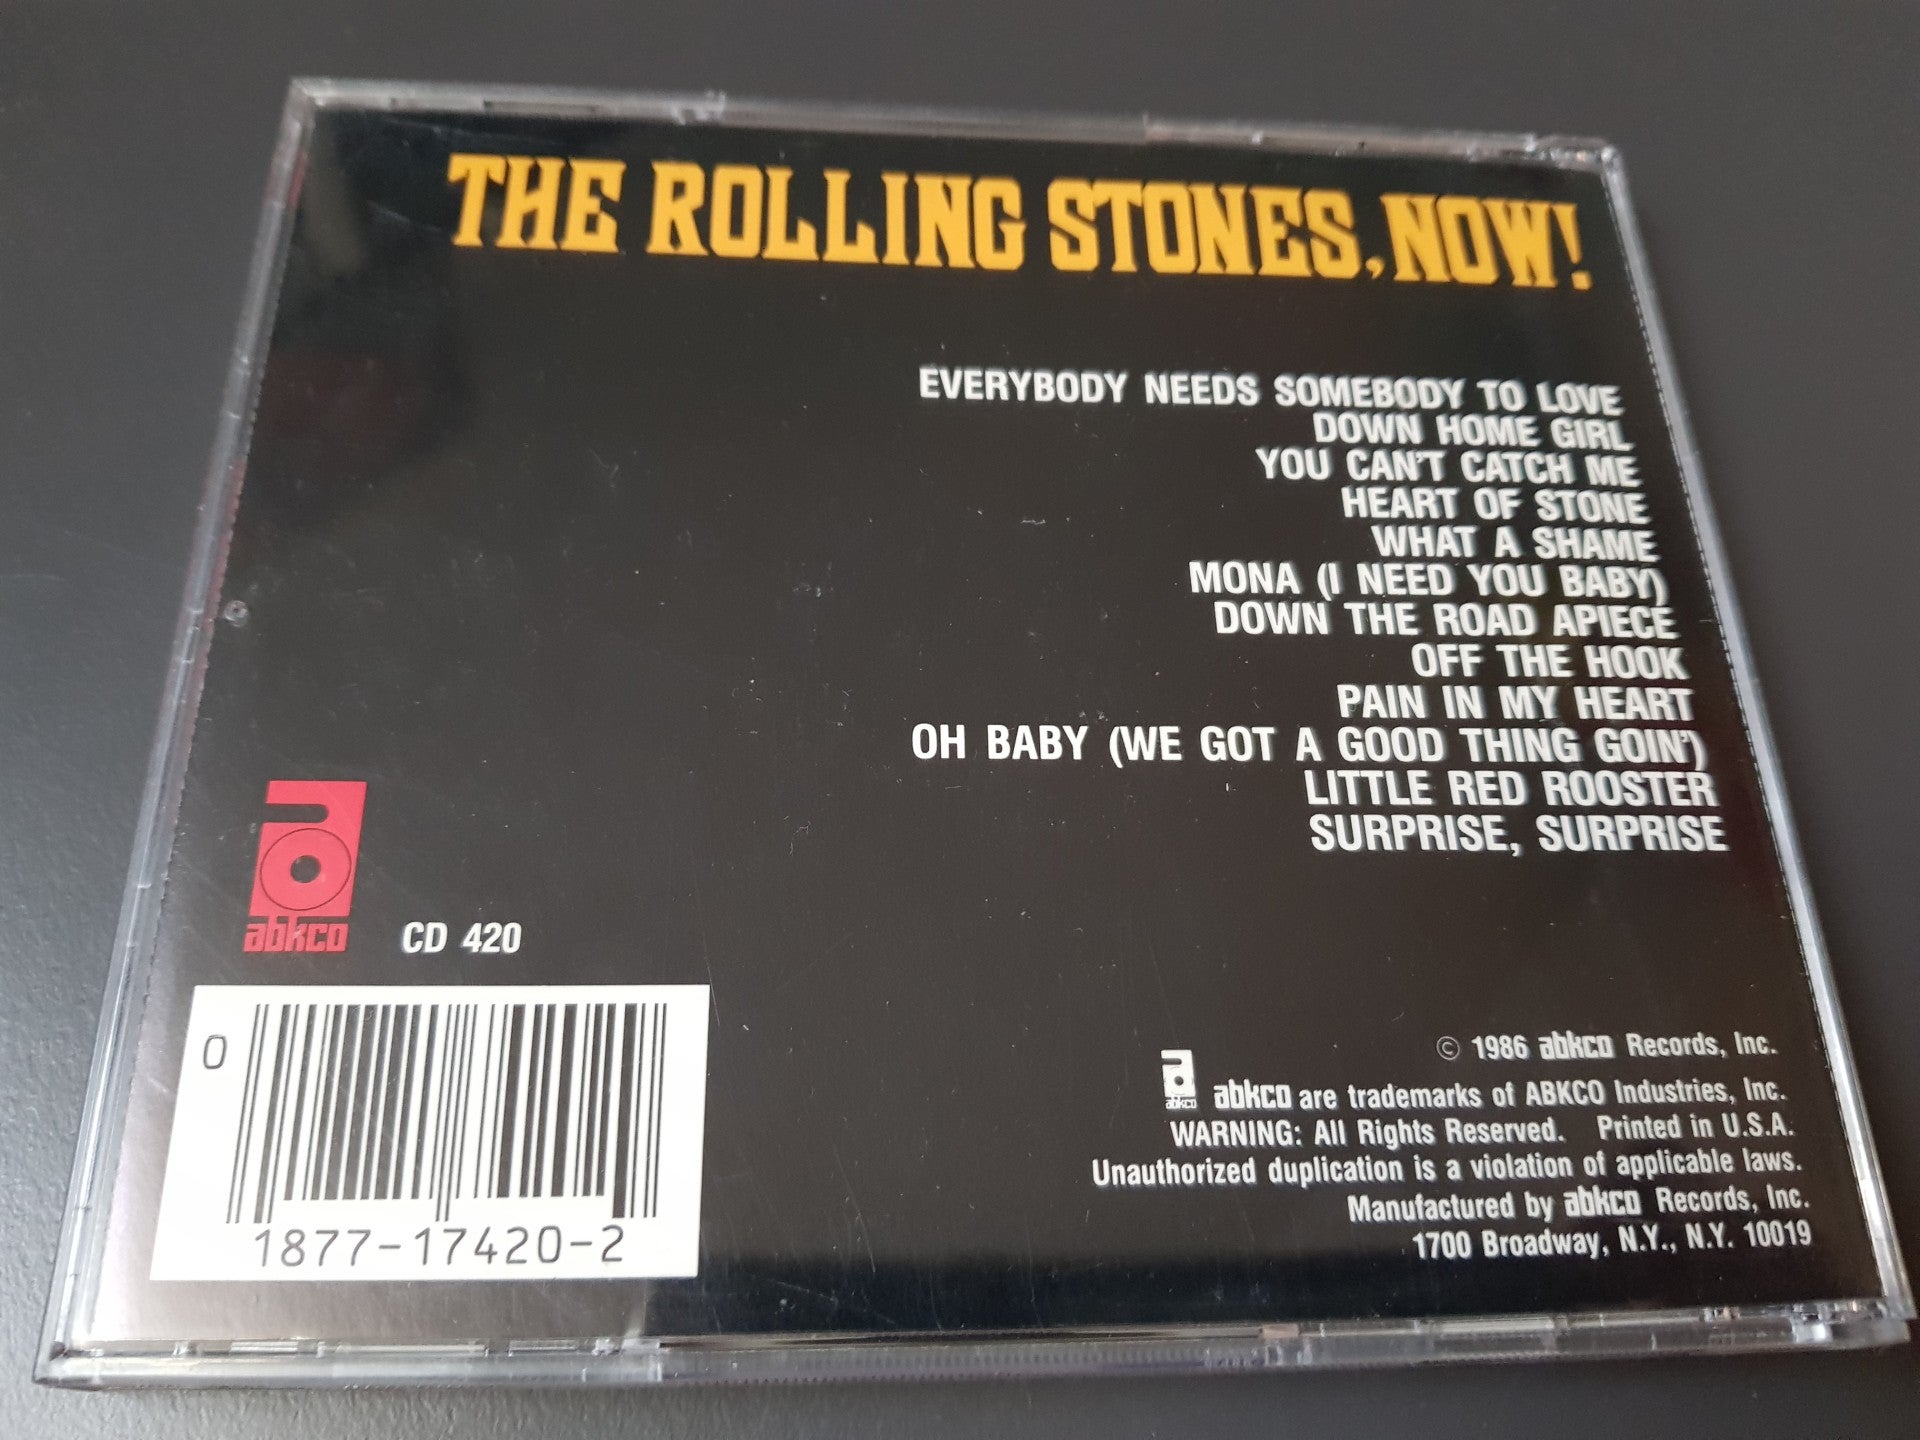 THE ROLLING STONES, NOW!
EVERYBODY NEEDS SOMEBODY TO LOVE
DOWN HOME GIRL
YOU CAN'T CATCH ME
HEART OF STONE
WHAT A SHAME
MONA (I NEED YOU BABY)
DOWN THE ROAD APIECE
OFF THE HOOK
PAIN IN MY HEART
OH BABY (WE GOT A GOOD THING GOIN')
LITTLE RED ROOSTER
SURPRISE, SURPRISE
abkco CD 420
0 1877-17420-2
© 1986 abkco Records, Inc.
abkco abkco are trademarks of ABKCO Industries, Inc.
WARNING: All Rights Reserved. Printed in U.S.A.
Unauthorized duplication is a violation of applicable laws.
Manufactured by abkco Records, Inc.
1700 Broadway, N.Y., N.Y. 10019